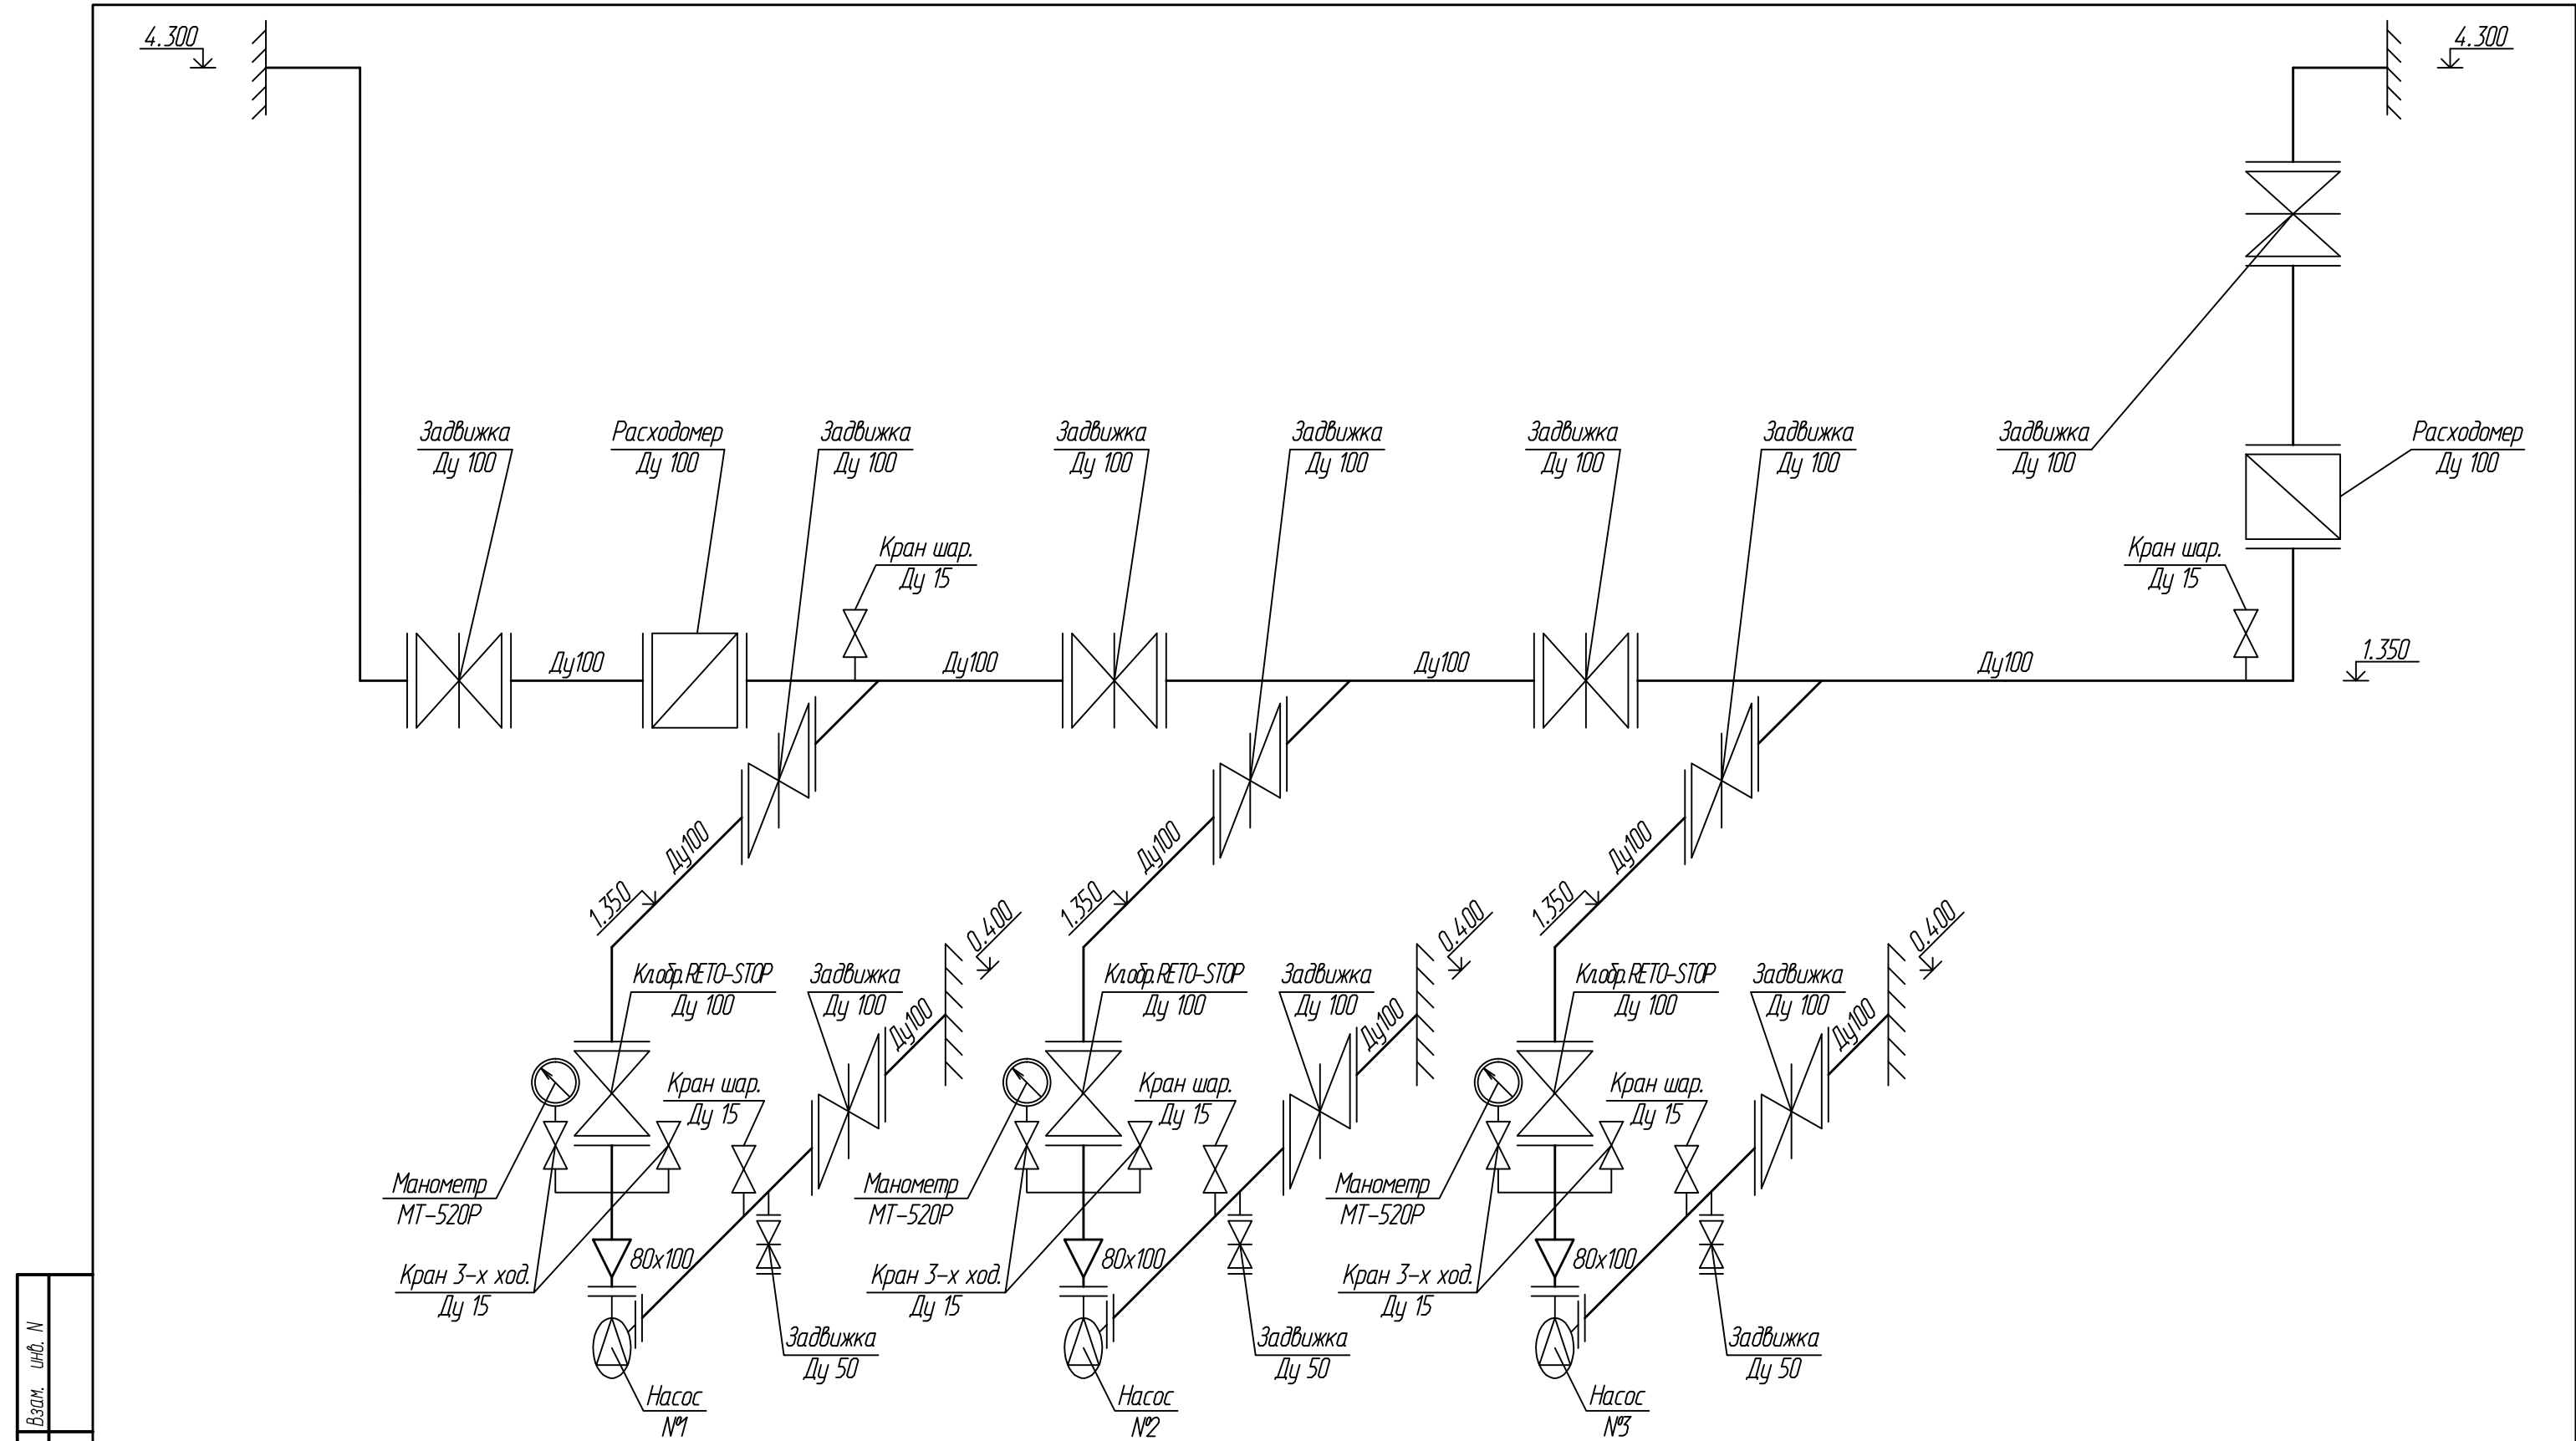 4.300
4.300
Задвижка
Ду 100
Расходомер
Ду 100
Задвижка
Ду 100
Задвижка
Ду 100
Задвижка
Ду 100
Задвижка
Ду 100
Задвижка
Ду 100
Задвижка
Ду 100
Расходомер
Ду 100
Кран шар.
Ду 15
Кран шар.
Ду 15
Ду100
Ду100
Ду100
Ду100
1.350
Ду100
Ду100
Ду100
1.350
1.350
1.350
0.400
0.400
0.400
Кл.обр.RETO-STOP
Ду 100
Задвижка
Ду 100
Ду100
Кл.обр.RETO-STOP
Ду 100
Задвижка
Ду 100
Ду100
Кл.обр.RETO-STOP
Ду 100
Задвижка
Ду 100
Ду100
Кран шар.
Ду 15
Кран шар.
Ду 15
Кран шар.
Ду 15
Манометр
МТ-520Р
Манометр
МТ-520Р
Манометр
МТ-520Р
80х100
80х100
80х100
Кран 3-х ход.
Ду 15
Кран 3-х ход.
Ду 15
Кран 3-х ход.
Ду 15
Задвижка
Ду 50
Задвижка
Ду 50
Задвижка
Ду 50
Насос
№1
Насос
№2
Насос
№3
Взам. инв. N